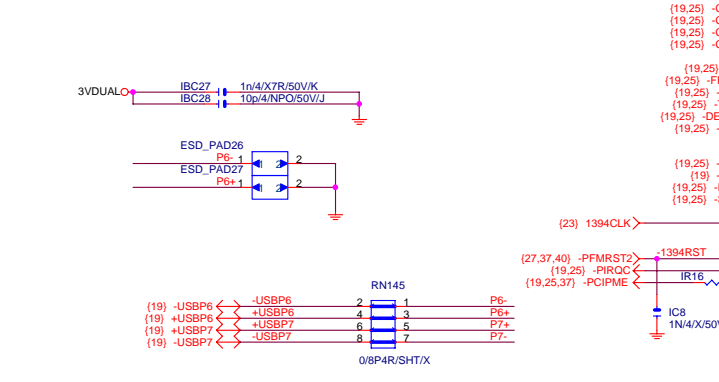 {19,25}
{19,25}
{19,25}
{19,25}
{19,25}
{19,25}
{19,25}
{19,25}
{19,25} -DE
{19,25}
3VDUAL
IBC27 1n/4/X7R/50V/K
IBC28 10p/4/NPO/50V/J
ESD_PAD26
P6- 1 1 2 2
ESD_PAD27
P6+ 1 1 2 2
{19,25}
{19}
{19,25}
{19,25}
{23} 1394CLK
{27,37,40} -PFMRST2 -1394RST
{19,25} -PIRQC
{19,25,37} -PCIPME IR16
IC8
1N/4/X/50V
RN145
{19} -USBP6 -USBP6 2 1 P6-
{19} +USBP6 +USBP6 4 3 P6+
{19} +USBP7 +USBP7 6 5 P7+
{19} -USBP7 -USBP7 8 7 P7-
0/8P4R/SHT/X